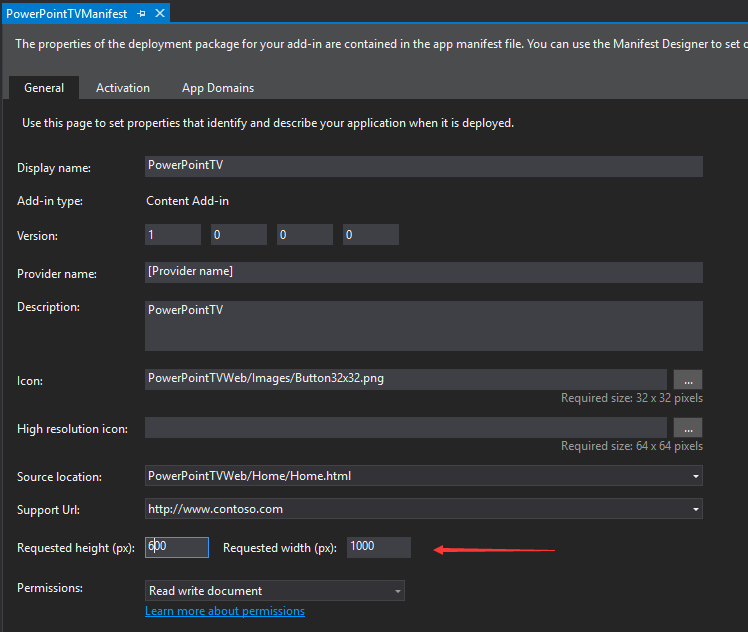 PowerPointTVManifest
The properties of the deployment package for your add-in are contained in the app manifest file. You can use the Manifest Designer to set
General Activation App Domains
Use this page to set properties that identify and describe your application when it is deployed.
Display name: PowerPointTV
Add-in type: Content Add-in
Version: 1 0 0 0
Provider name: [Provider name]
Description: PowerPointTV
Icon: PowerPointTVWeb/Images/Button32x32.png ...
Required size: 32 x 32 pixels
High resolution icon: ...
Required size: 64 x 64 pixels
Source location: PowerPointTVWeb/Home/Home.html
Support Url: http://www.contoso.com
Requested height (px): 600 Requested width (px): 1000
Permissions: Read write document
Learn more about permissions